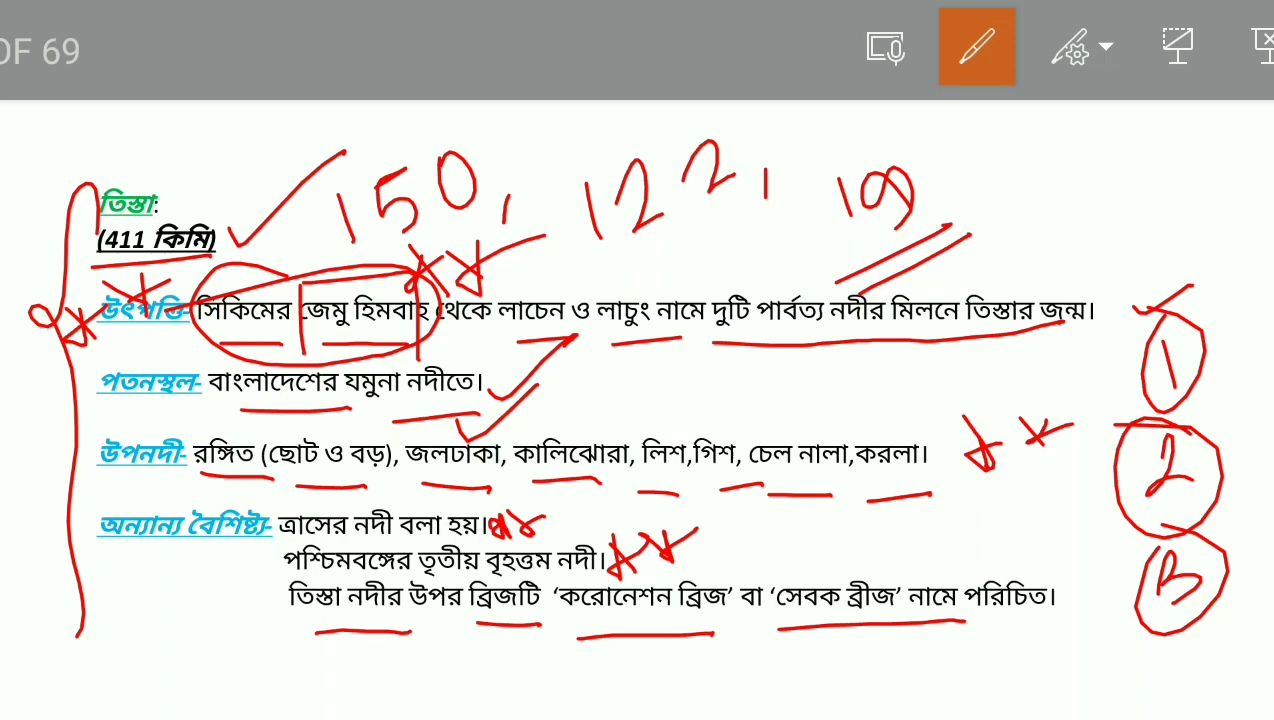 OF 69
150, 122, 19
তিস্তা:
(411 কিমি)
উৎপত্তি- সিকিমের জেমু হিমবাহ থেকে লাচেন ও লাচুং নামে দুটি পার্বত্য নদীর মিলনে তিস্তার জন্ম।
1
পতনস্থল- বাংলাদেশের যমুনা নদীতে।
উপনদী- রঙ্গিত (ছোট ও বড়), জলঢাকা, কালিঝোরা, লিশ,গিশ, চেল নালা,করলা।
2
অন্যান্য বৈশিষ্ট্য- ত্রাসের নদী বলা হয়।
পশ্চিমবঙ্গের তৃতীয় বৃহত্তম নদী।
তিস্তা নদীর উপর ব্রিজটি ‘করোনেশন ব্রিজ’ বা ‘সেবক ব্রীজ’ নামে পরিচিত।